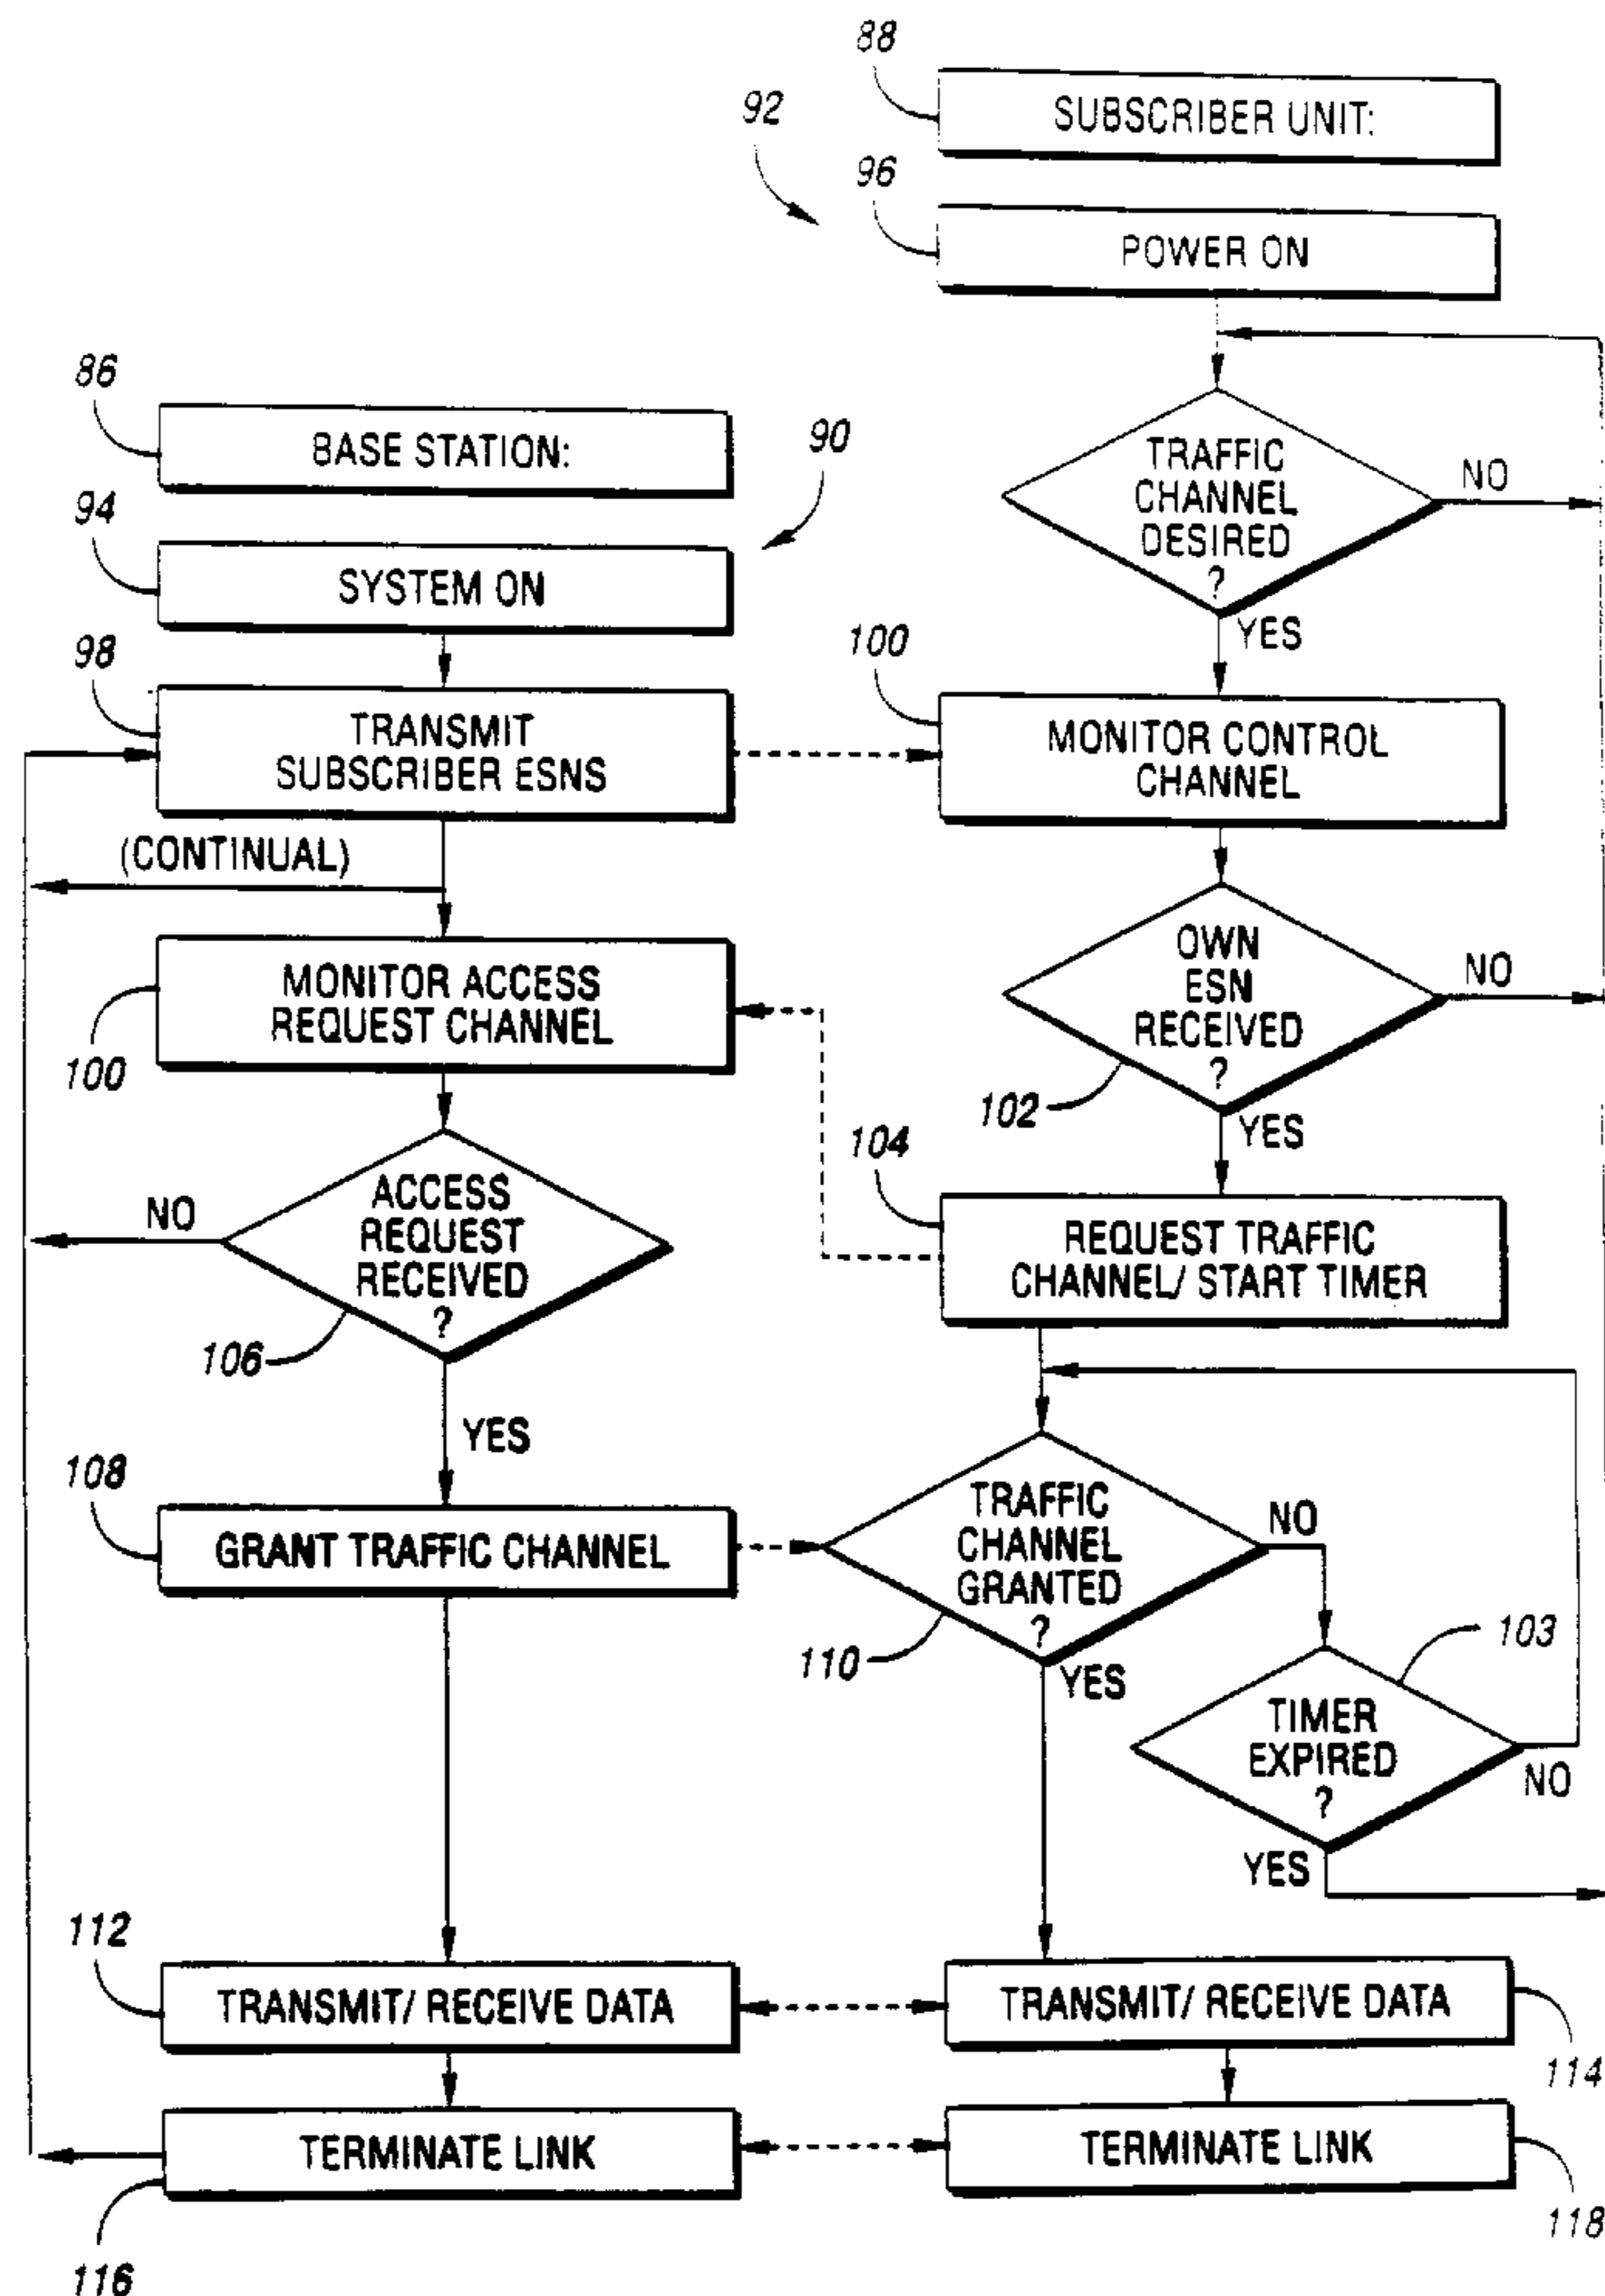 88
SUBSCRIBER UNIT:
92
96
POWER ON
86
BASE STATION:
90
94
SYSTEM ON
TRAFFIC
CHANNEL
DESIRED
?
NO
YES
98
TRANSMIT
SUBSCRIBER ESNS
100
MONITOR CONTROL
CHANNEL
(CONTINUAL)
MONITOR ACCESS
REQUEST CHANNEL
100
OWN
ESN
RECEIVED
?
NO
102
YES
104
REQUEST TRAFFIC
CHANNEL/ START TIMER
ACCESS
REQUEST
RECEIVED
?
NO
106
YES
108
GRANT TRAFFIC CHANNEL
TRAFFIC
CHANNEL
GRANTED
?
NO
110
YES
103
TIMER
EXPIRED
?
NO
YES
112
TRANSMIT/ RECEIVE DATA
TRANSMIT/ RECEIVE DATA
114
TERMINATE LINK
TERMINATE LINK
116
118